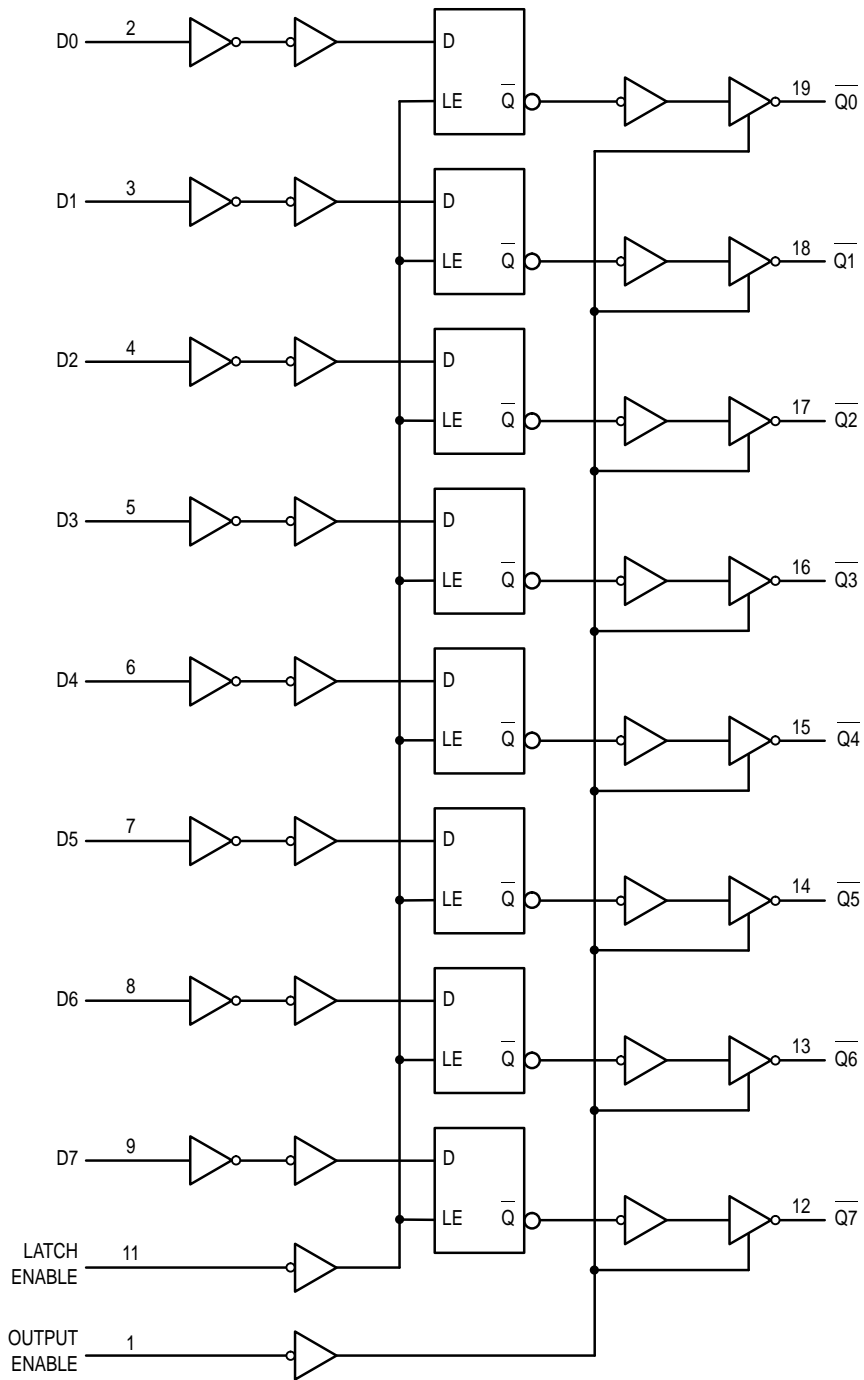 D0 2 D 19 Q0
LE Q
D1 3 D 18 Q1
LE Q
D2 4 D 17 Q2
LE Q
D3 5 D 16 Q3
LE Q
D4 6 D 15 Q4
LE Q
D5 7 D 14 Q5
LE Q
D6 8 D 13 Q6
LE Q
D7 9 D 12 Q7
LE Q
LATCH
ENABLE 11
OUTPUT
ENABLE 1